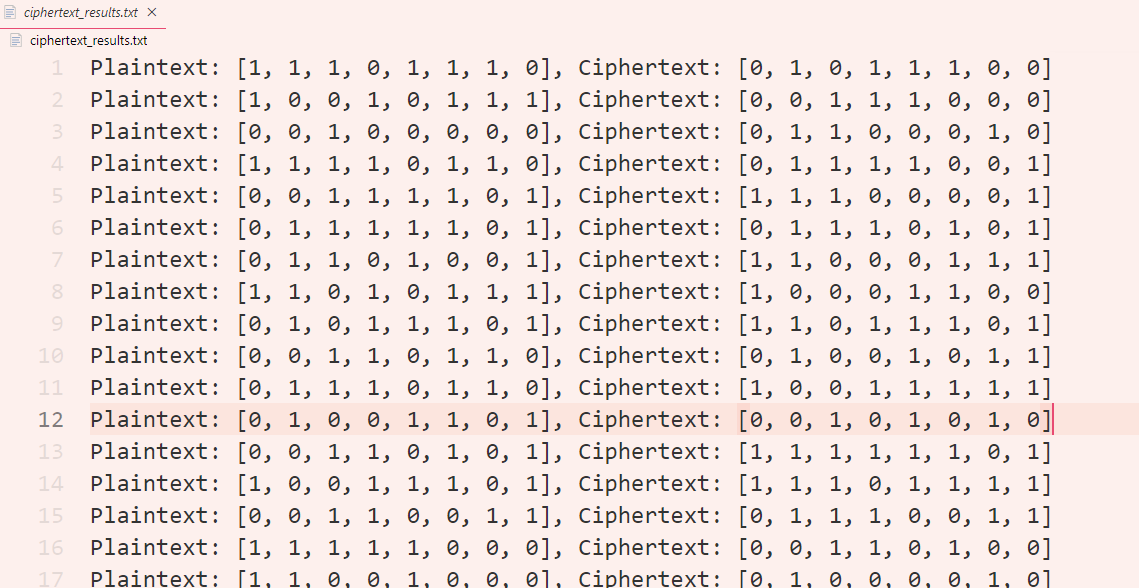 ciphertext_results.txt ×
ciphertext_results.txt
1 Plaintext: [1, 1, 1, 0, 1, 1, 1, 0], Ciphertext: [0, 1, 0, 1, 1, 1, 0, 0]
2 Plaintext: [1, 0, 0, 1, 0, 1, 1, 1], Ciphertext: [0, 0, 1, 1, 1, 0, 0, 0]
3 Plaintext: [0, 0, 1, 0, 0, 0, 0, 0], Ciphertext: [0, 1, 1, 0, 0, 0, 1, 0]
4 Plaintext: [1, 1, 1, 1, 0, 1, 1, 0], Ciphertext: [0, 1, 1, 1, 1, 0, 0, 1]
5 Plaintext: [0, 0, 1, 1, 1, 1, 0, 1], Ciphertext: [1, 1, 1, 0, 0, 0, 0, 1]
6 Plaintext: [0, 1, 1, 1, 1, 1, 0, 1], Ciphertext: [0, 1, 1, 1, 0, 1, 0, 1]
7 Plaintext: [0, 1, 1, 0, 1, 0, 0, 1], Ciphertext: [1, 1, 0, 0, 0, 1, 1, 1]
8 Plaintext: [1, 1, 0, 1, 0, 1, 1, 1], Ciphertext: [1, 0, 0, 0, 1, 1, 0, 0]
9 Plaintext: [0, 1, 0, 1, 1, 1, 0, 1], Ciphertext: [1, 1, 0, 1, 1, 1, 0, 1]
10 Plaintext: [0, 0, 1, 1, 0, 1, 1, 0], Ciphertext: [0, 1, 0, 0, 1, 0, 1, 1]
11 Plaintext: [0, 1, 1, 1, 0, 1, 1, 0], Ciphertext: [1, 0, 0, 1, 1, 1, 1, 1]
12 Plaintext: [0, 1, 0, 0, 1, 1, 0, 1], Ciphertext: [0, 0, 1, 0, 1, 0, 1, 0]
13 Plaintext: [0, 0, 1, 1, 0, 1, 0, 1], Ciphertext: [1, 1, 1, 1, 1, 1, 0, 1]
14 Plaintext: [1, 0, 0, 1, 1, 1, 0, 1], Ciphertext: [1, 1, 1, 0, 1, 1, 1, 1]
15 Plaintext: [0, 0, 1, 1, 0, 0, 1, 1], Ciphertext: [0, 1, 1, 1, 0, 0, 1, 1]
16 Plaintext: [1, 1, 1, 1, 1, 0, 0, 0], Ciphertext: [0, 0, 1, 1, 0, 1, 0, 0]
17 Plaintext: [1, 1, 0, 0, 1, 0, 0, 0], Ciphertext: [0, 1, 0, 0, 0, 0, 1, 0]